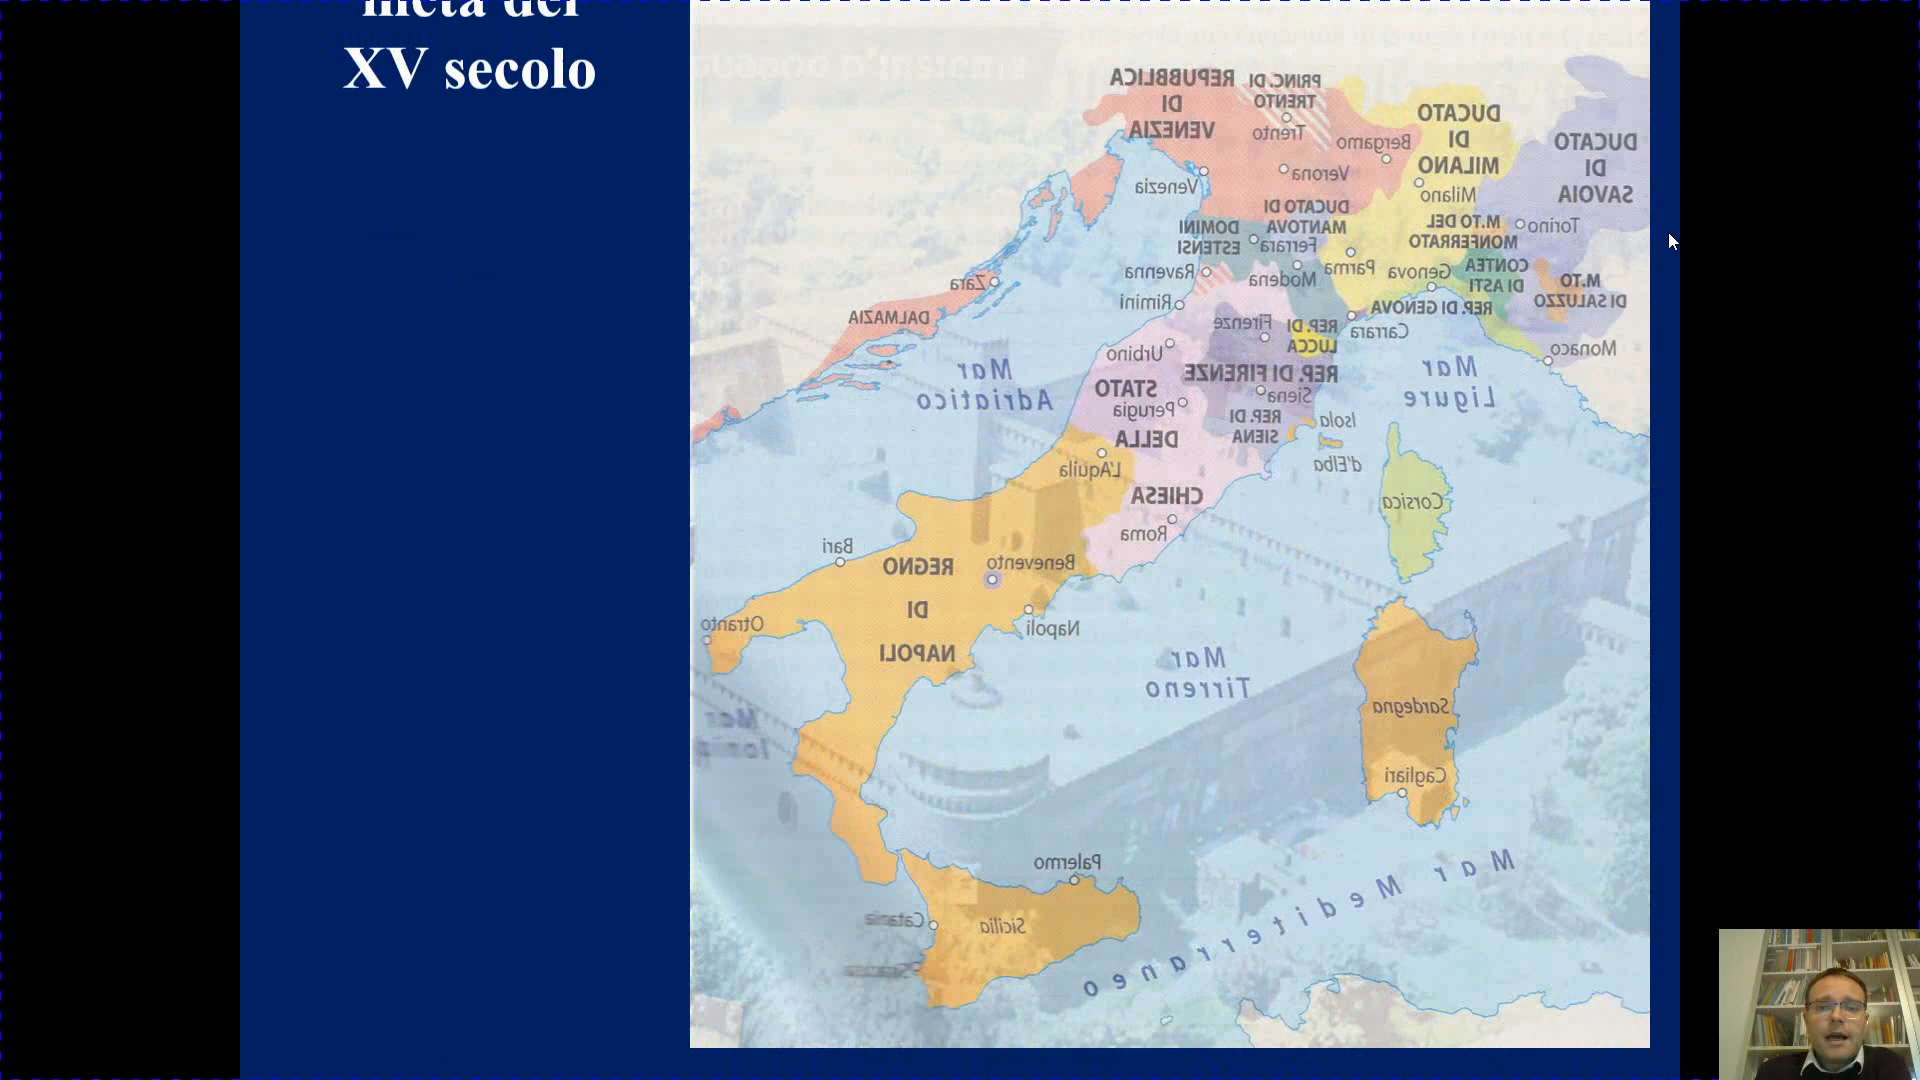 metà del
XV secolo
REPUBBLICA
DI
VENEZIA
PRINC. DI
TRENTO
Trento
DUCATO
DI
MILANO
Bergamo
DUCATO
DI
SAVOIA
Venezia
Verona
Milano
DUCATO DI
MANTOVA
M.TO DEL
MONFERRATO
Torino
DOMINI
ESTENSI
Ferrara
Ravenna
Modena
Parma
Genova
CONTEA
DI ASTI
M.TO.
DI SALUZZO
Zara
Rimini
REP. DI GENOVA
DALMAZIA
Firenze
REP. DI
LUCCA
Carrara
Monaco
Urbino
Mar
Adriatico
REP. DI FIRENZE
Mar
Ligure
STATO
Perugia
Siena
REP. DI
SIENA
Isola
d'Elba
DELLA
L'Aquila
CHIESA
Corsica
Roma
Bari
REGNO
Benevento
DI
Otranto
Napoli
NAPOLI
Mar
Tirreno
Sardegna
Mar
Cagliari
Palermo
Mar Mediterraneo
Catania
Sicilia